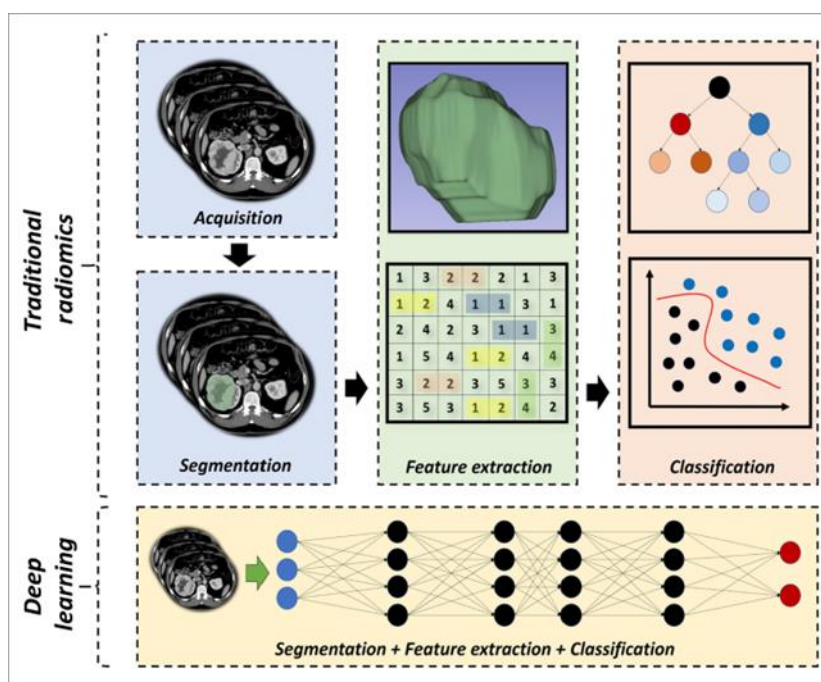 Traditional
radiomics
Acquisition
Segmentation
1 3 2 2 2 1 3
1 2 4 1 1 3 1
2 4 2 3 1 1 3
1 5 4 1 2 4 4
3 2 2 3 5 3 3
3 5 3 1 2 4 2
Feature extraction
Classification
Deep
learning
Segmentation + Feature extraction + Classification